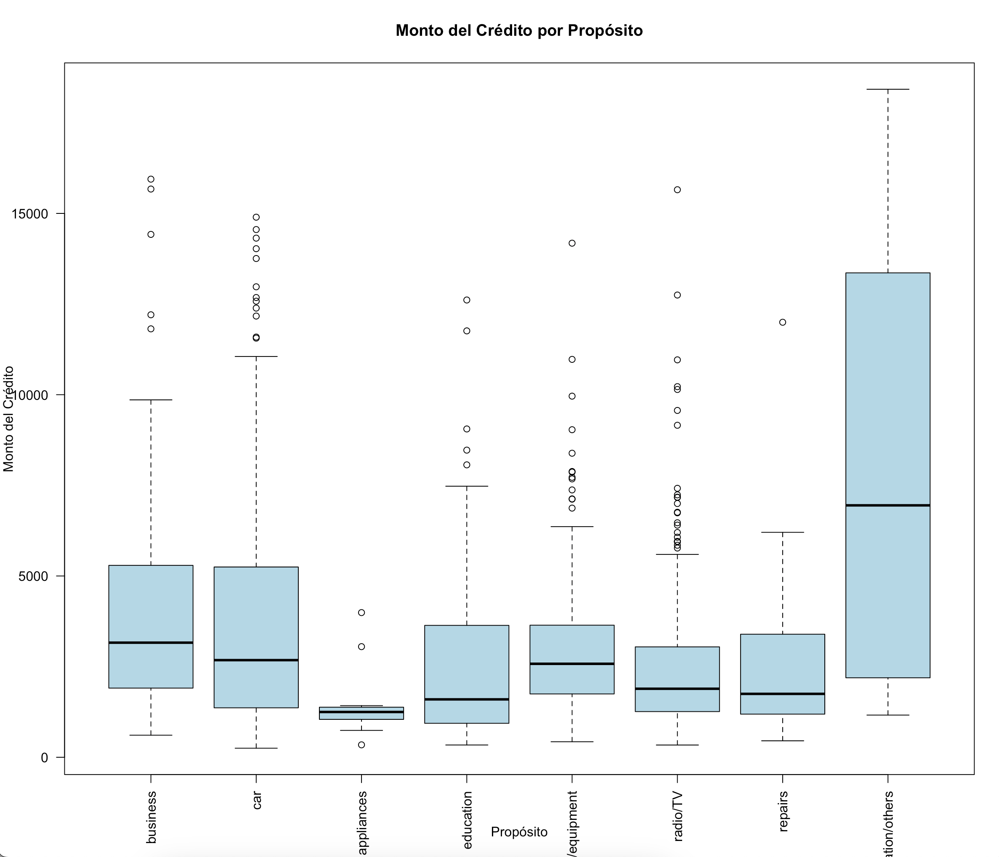 Monto del Crédito por Propósito
Monto del Crédito
15000
10000
5000
0
business
car
appliances
education
/equipment
radio/TV
repairs
ation/others
Propósito